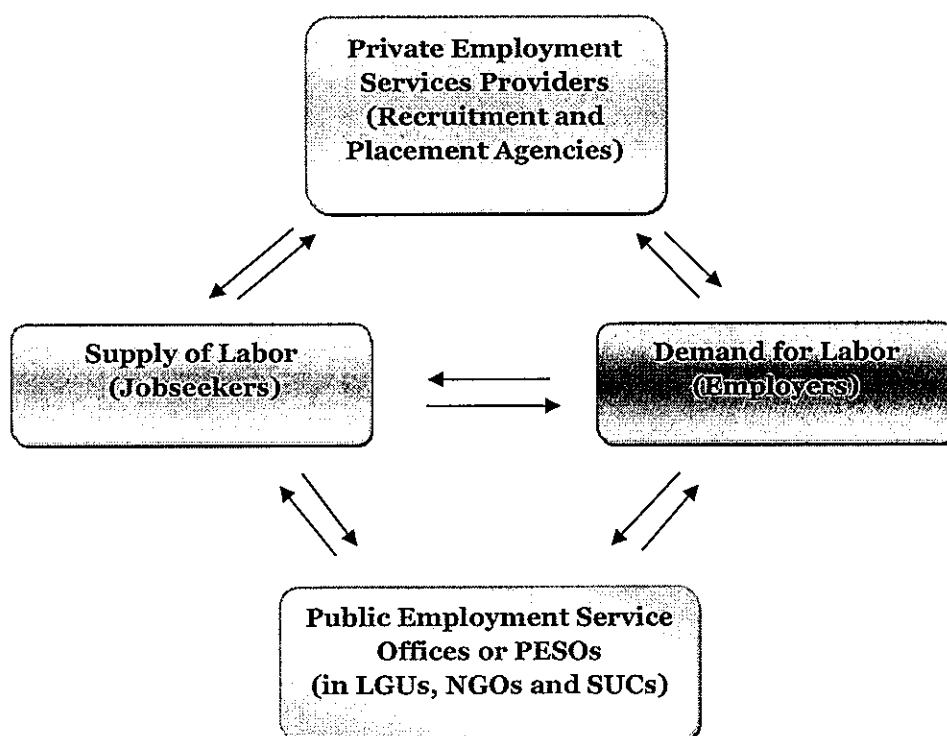 Private Employment
Services Providers
(Recruitment and
Placement Agencies)
Supply of Labor
(Jobseekers)
Demand for Labor
(Employers)
Public Employment Service
Offices or PESOs
(in LGUs, NGOs and SUCs)